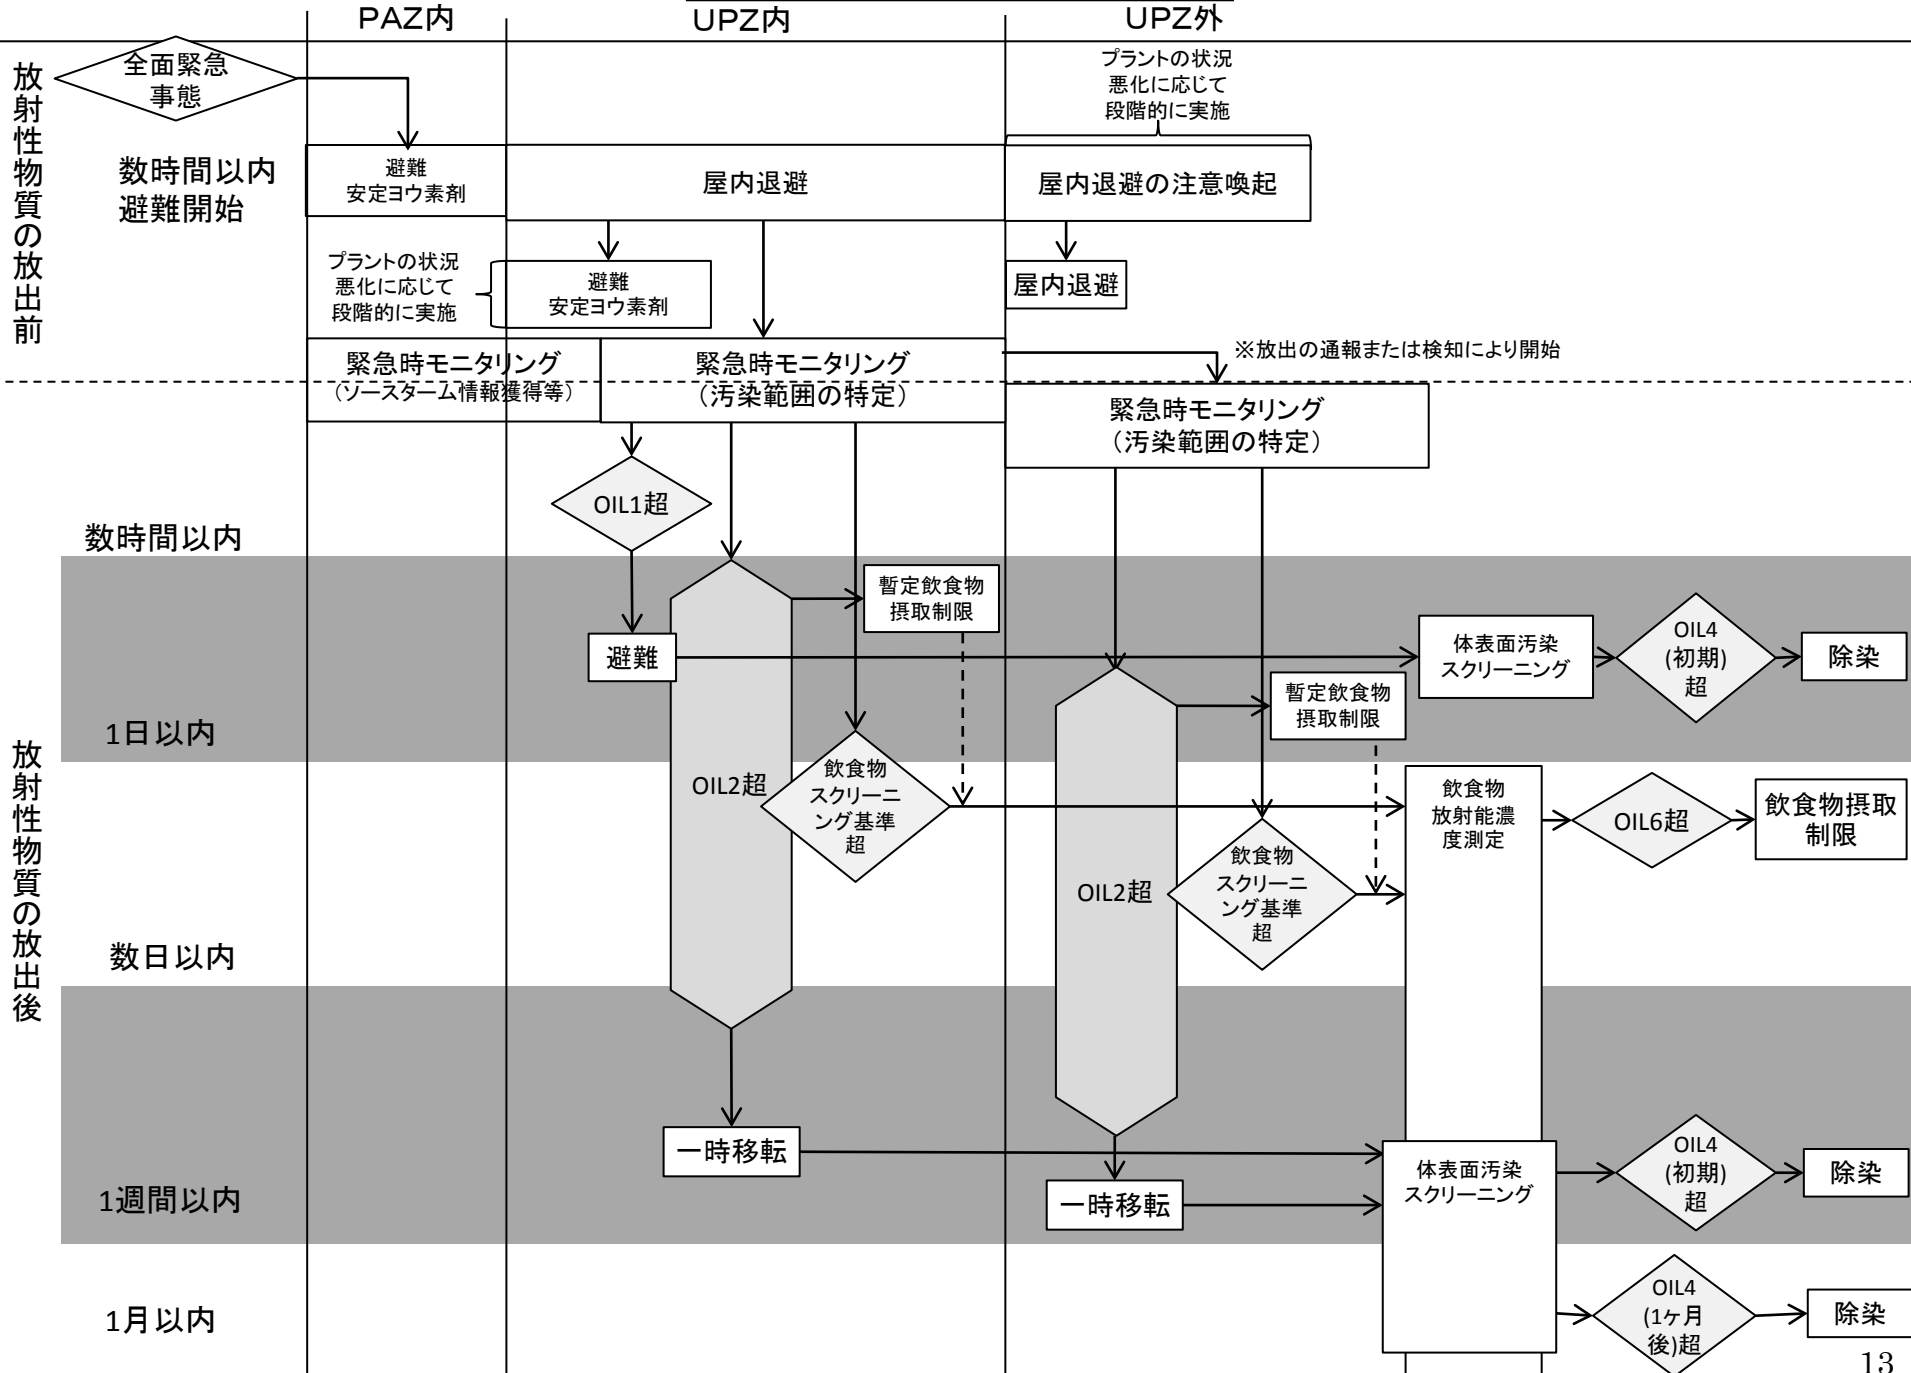 PAZ内
UPZ内
UPZ外
放射性物質の放出前
全面緊急
事態
プラントの状況
悪化に応じて
段階的に実施
数時間以内
避難開始
避難
安定ヨウ素剤
屋内退避
屋内退避の注意喚起
プラントの状況
悪化に応じて
段階的に実施
避難
安定ヨウ素剤
屋内退避
緊急時モニタリング
（ソースターム情報獲得等）
緊急時モニタリング
（汚染範囲の特定）
※放出の通報または検知により開始
緊急時モニタリング
（汚染範囲の特定）
放射性物質の放出後
OIL1超
数時間以内
暫定飲食物
摂取制限
避難
体表面汚染
スクリーニング
OIL4
(初期)
超
除染
暫定飲食物
摂取制限
1日以内
OIL2超
飲食物
スクリーニ
ング基準
超
飲食物
放射能濃
度測定
OIL6超
飲食物摂取
制限
OIL2超
飲食物
スクリーニ
ング基準
超
数日以内
一時移転
体表面汚染
スクリーニング
OIL4
(初期)
超
除染
1週間以内
一時移転
1月以内
OIL4
(1ケ月
後)超
除染
13